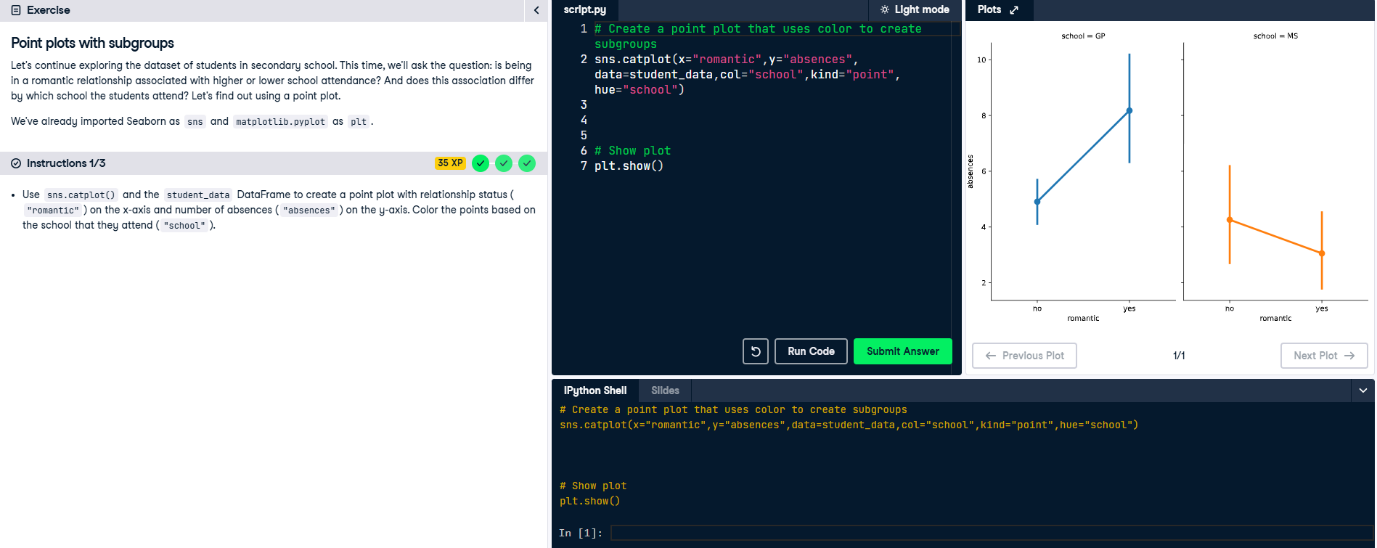 Exercise
Point plots with subgroups
Let's continue exploring the dataset of students in secondary school. This time, we'll ask the question: is being
in a romantic relationship associated with higher or lower school attendance? And does this association differ
by which school the students attend? Let's find out using a point plot.
We've already imported Seaborn as sns and matplotlib.pyplot as plt.
Instructions 1/3
35 XP
• Use sns.catplot() and the student_data DataFrame to create a point plot with relationship status (
"romantic" ) on the x-axis and number of absences ( "absences" ) on the y-axis. Color the points based on
the school that they attend ( "school" ).
script.py
Light mode
1 # Create a point plot that uses color to create
subgroups
2 sns.catplot(x="romantic",y="absences",
data=student_data,col="school",kind="point",
hue="school")
3
4
5
6 # Show plot
7 plt.show()
Run Code
Submit Answer
Plots
school = GP
school = MS
10
8
6
4
2
absences
no
yes
romantic
no
yes
romantic
← Previous Plot
1/1
Next Plot →
IPython Shell
Slides
# Create a point plot that uses color to create subgroups
sns.catplot(x="romantic",y="absences",data=student_data,col="school",kind="point",hue="school")
# Show plot
plt.show()
In [1]: